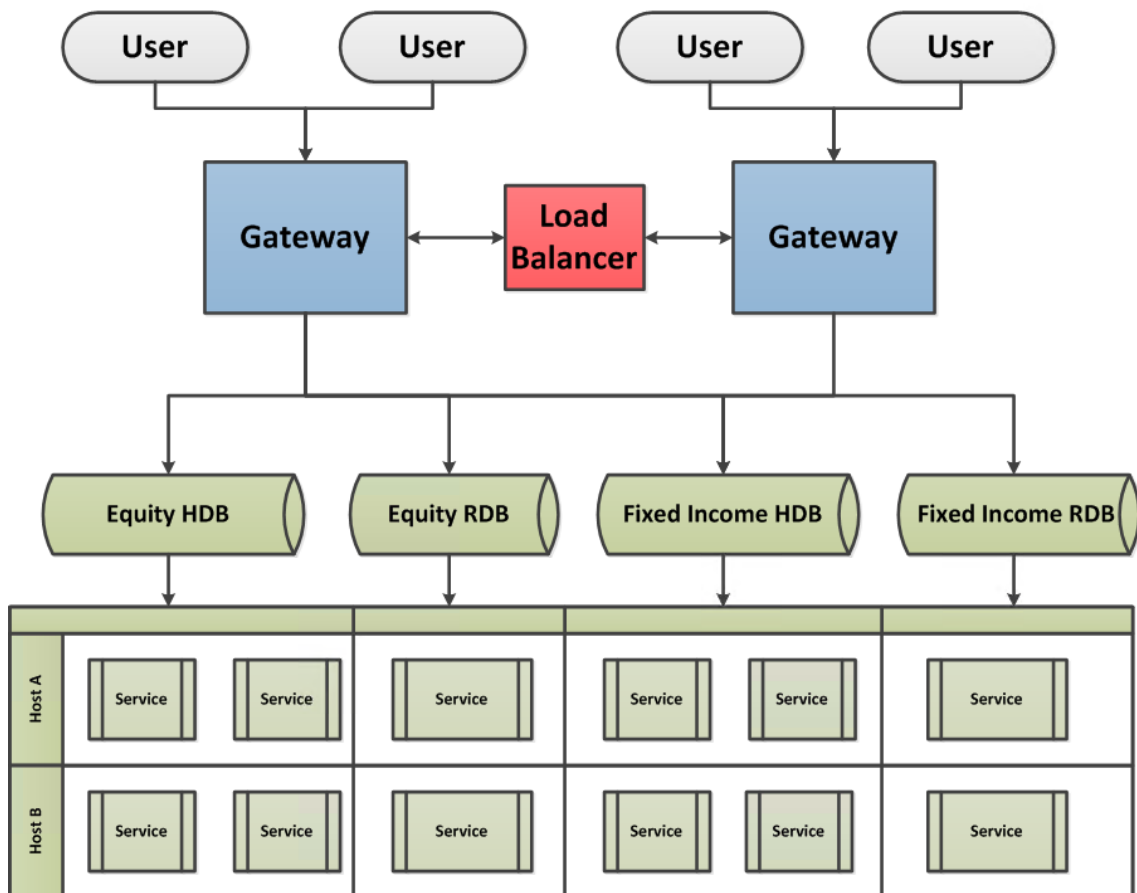 User
User
User
User
Gateway
Load
Balancer
Gateway
Equity HDB
Equity RDB
Fixed Income HDB
Fixed Income RDB
Host A
Service
Service
Service
Service
Service
Service
Host B
Service
Service
Service
Service
Service
Service